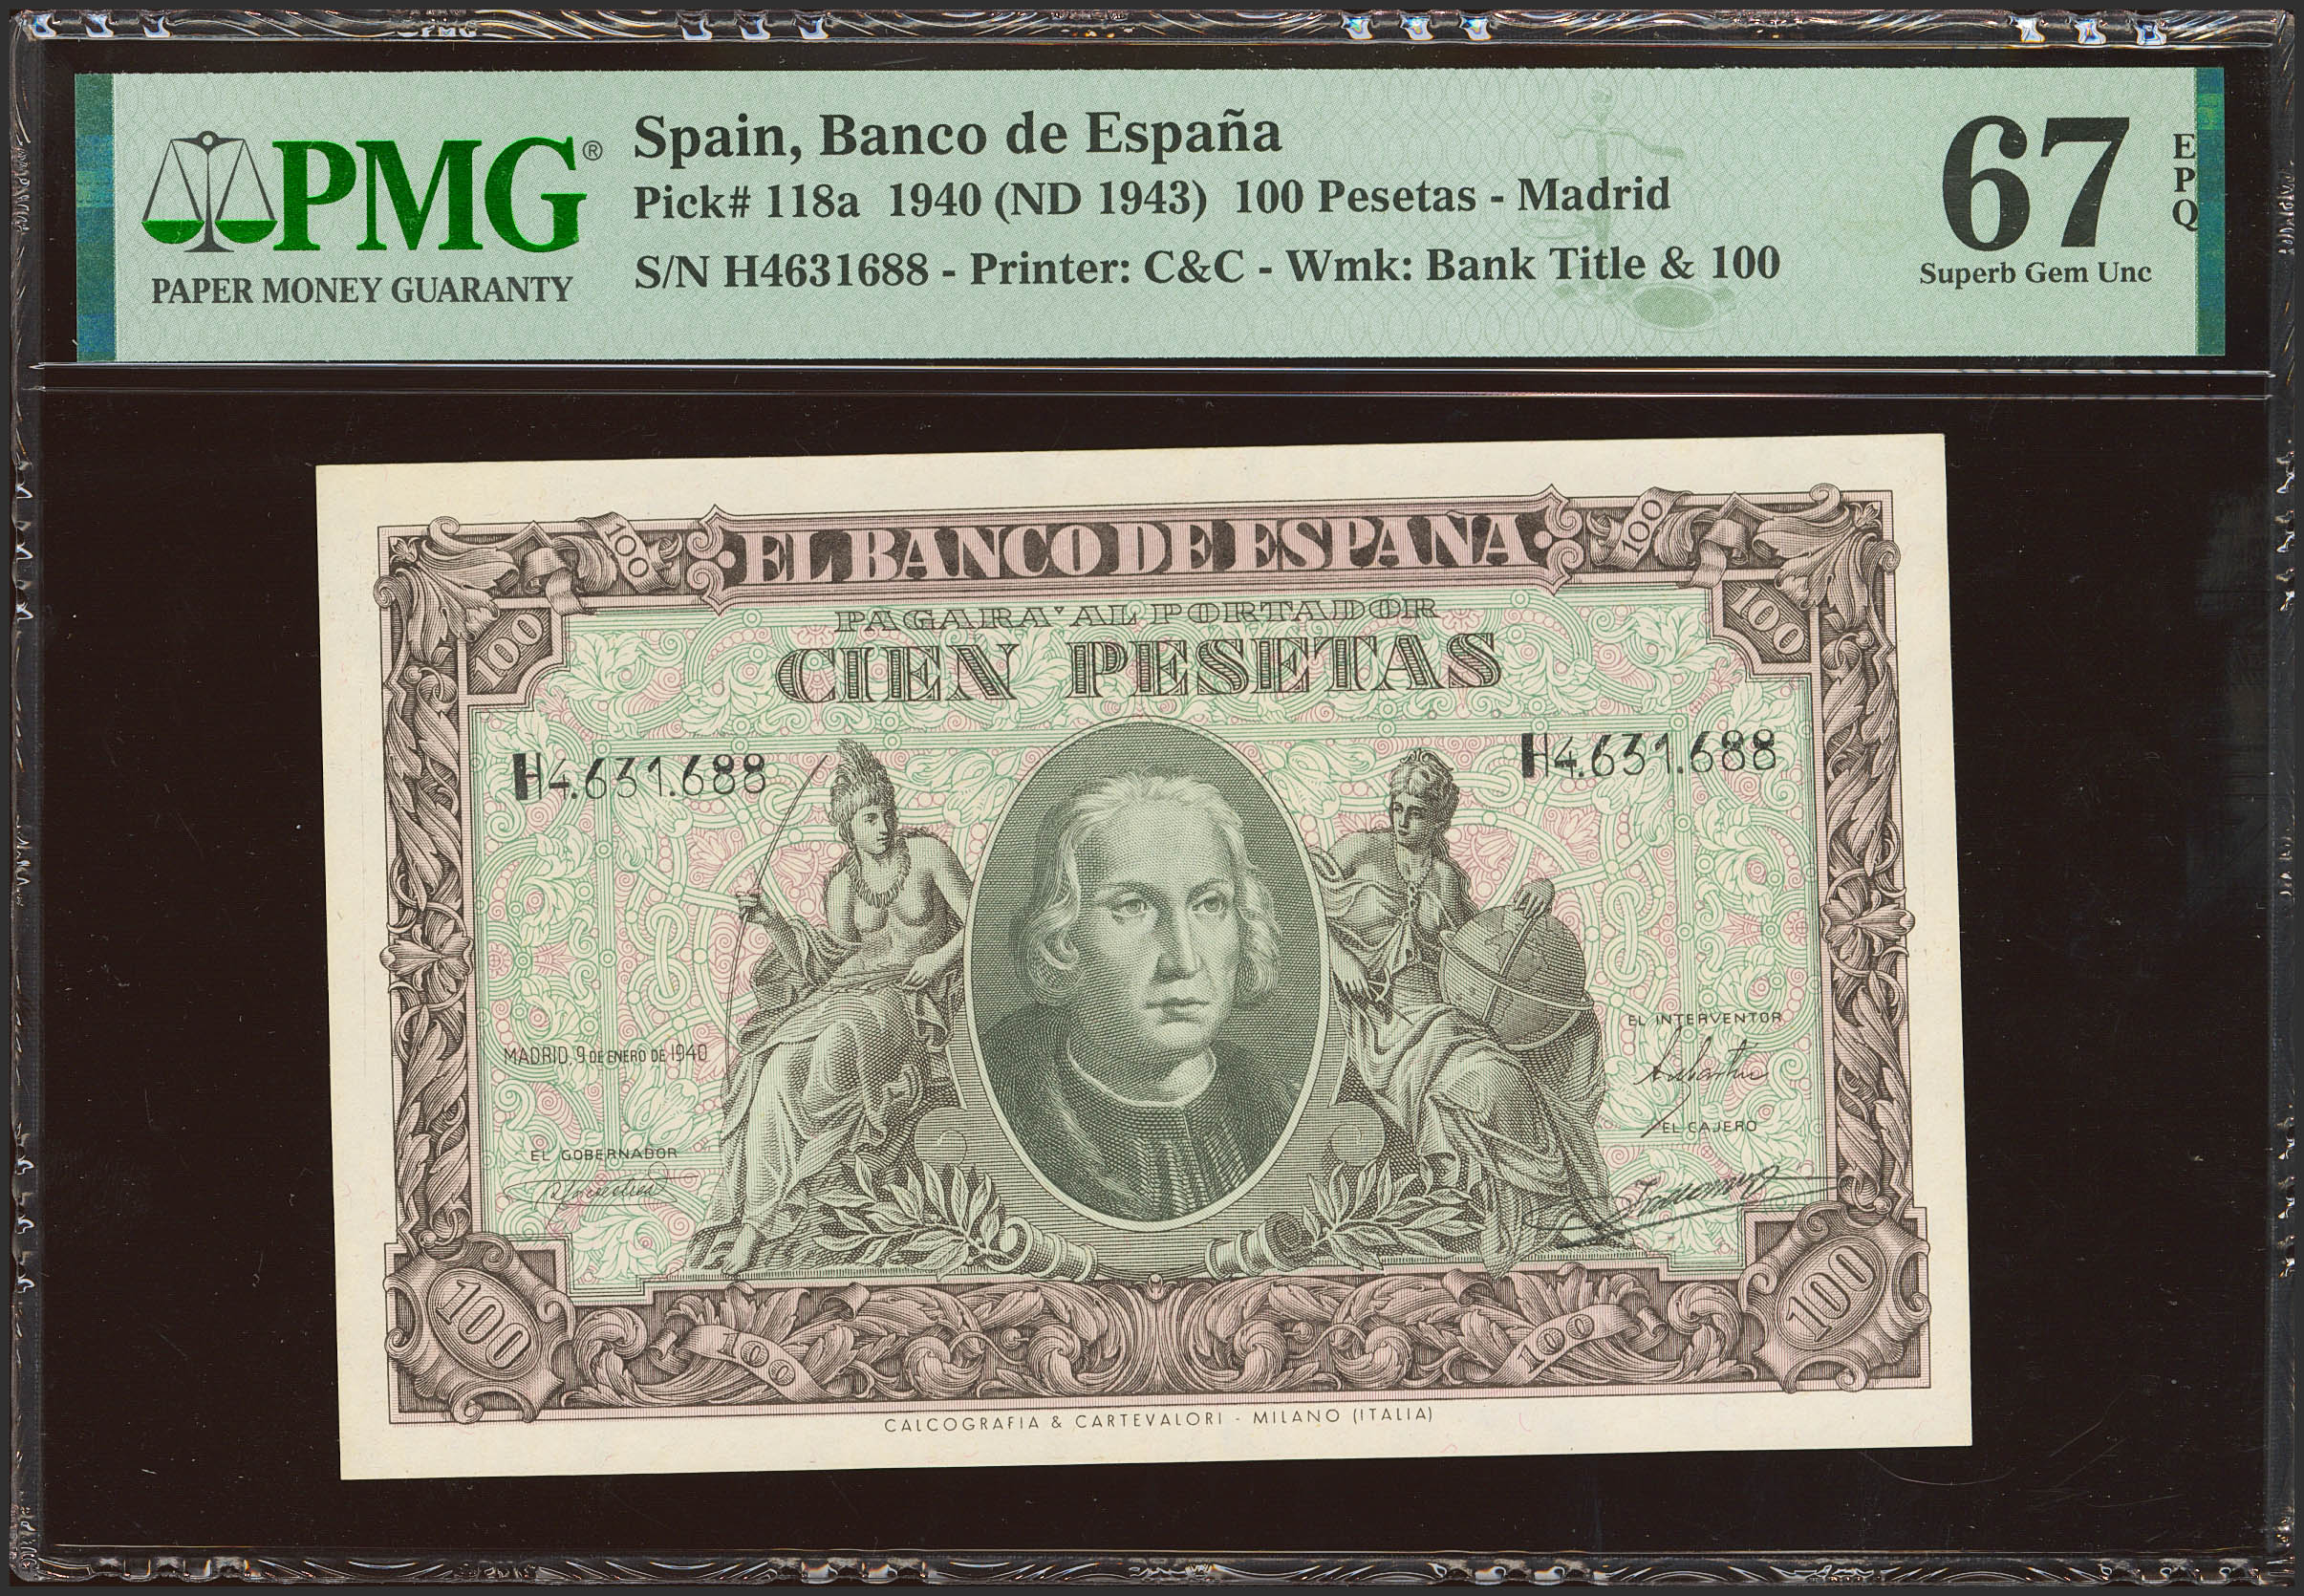 PMG®
PAPER MONEY GUARANTY
Spain, Banco de España
Pick# 118a 1940 (ND 1943) 100 Pesetas - Madrid
S/N H4631688 - Printer: C&C - Wmk: Bank Title & 100
67
EPQ
Superb Gem Unc
100
EL BANCO DE ESPAÑA
100
100
PAGARA AL PORTADOR
100
CIEN PESETAS
H4.631.688
H4.631.688
MADRID, 9 DE ENERO DE 1940
EL INTERVENTOR
EL CAJERO
EL GOBERNADOR
100
100
100
100
CALCOGRAFIA & CARTEVALORI - MILANO (ITALIA)